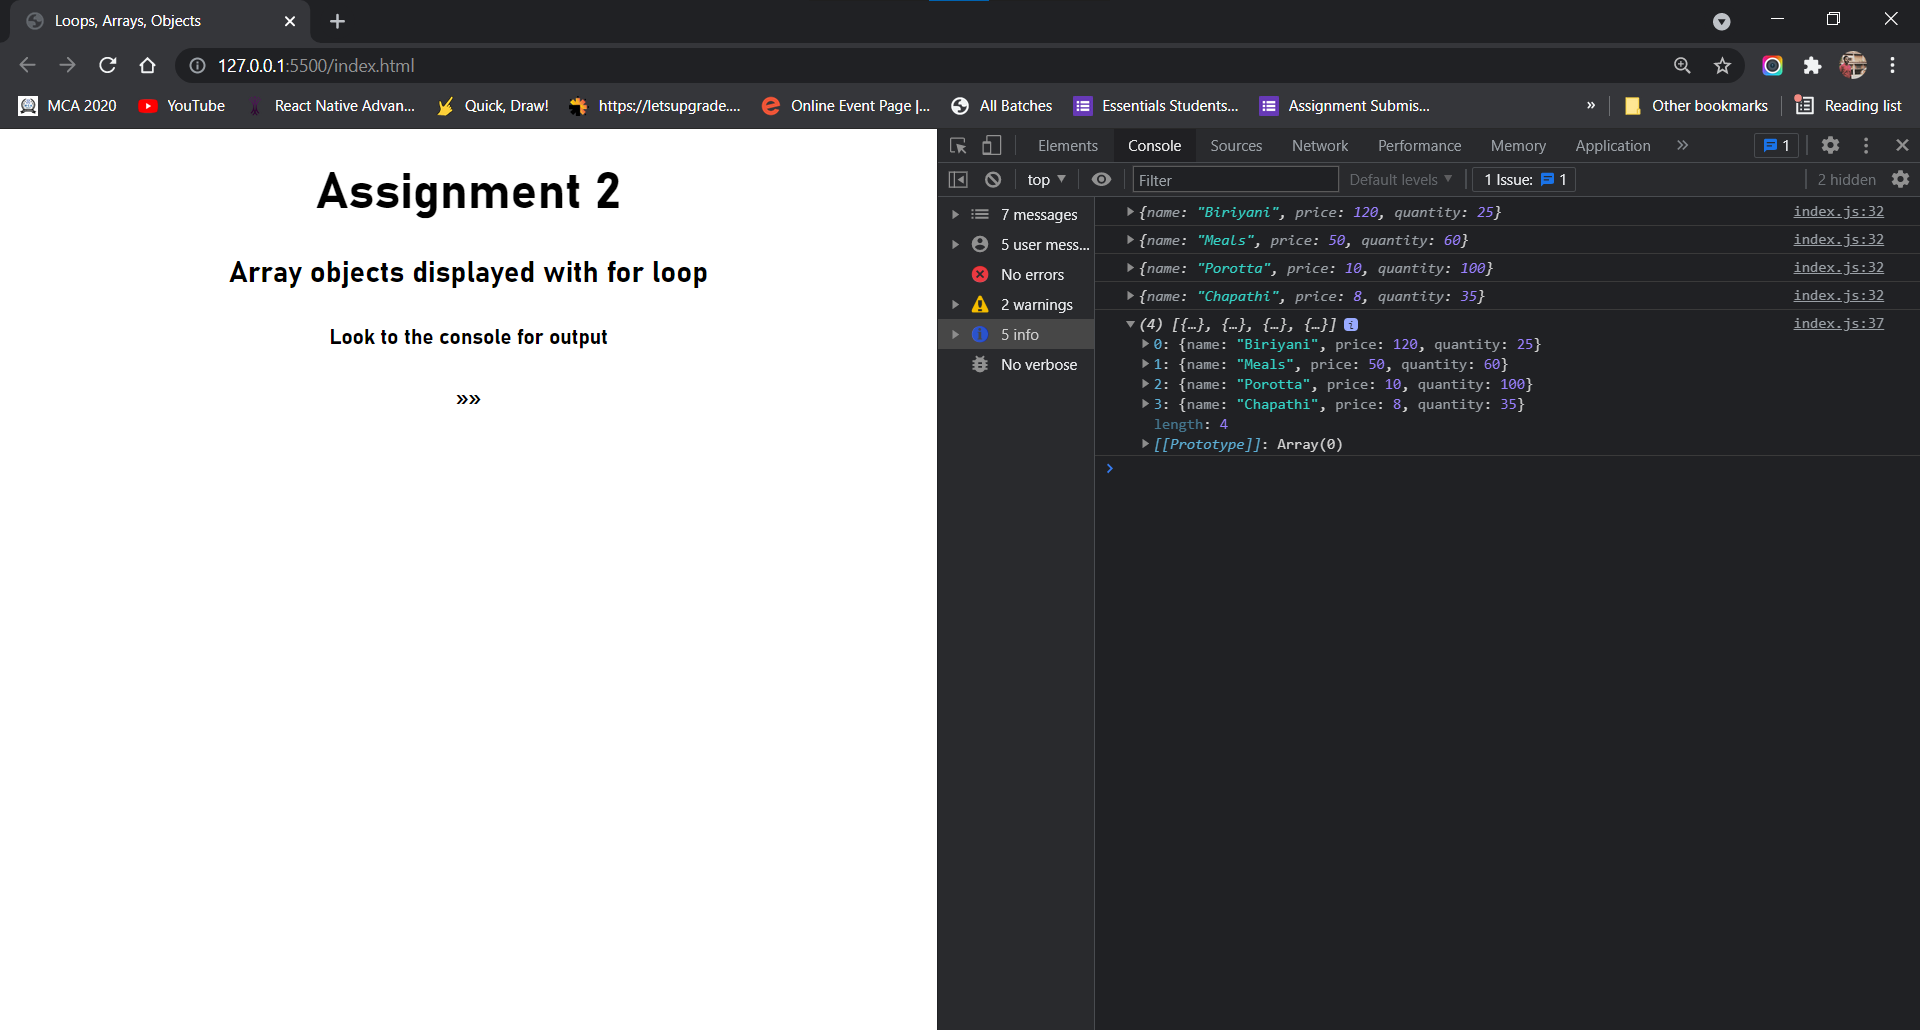 Loops, Arrays, Objects
127.0.0.1:5500/index.html
MCA 2020 YouTube React Native Advan... Quick, Draw! https://letsupgrade.... Online Event Page |... All Batches Essentials Students... Assignment Submis... » Other bookmarks Reading list
Assignment 2
Array objects displayed with for loop
Look to the console for output
»»
Elements Console Sources Network Performance Memory Application » 1
top Filter Default levels 1 Issue: 1 2 hidden
7 messages
5 user mess...
No errors
2 warnings
5 info
No verbose
{name: "Biriyani", price: 120, quantity: 25} index.js:32
{name: "Meals", price: 50, quantity: 60} index.js:32
{name: "Porotta", price: 10, quantity: 100} index.js:32
{name: "Chapathi", price: 8, quantity: 35} index.js:32
(4) [{…}, {…}, {…}, {…}] i index.js:37
0: {name: "Biriyani", price: 120, quantity: 25}
1: {name: "Meals", price: 50, quantity: 60}
2: {name: "Porotta", price: 10, quantity: 100}
3: {name: "Chapathi", price: 8, quantity: 35}
length: 4
[[Prototype]]: Array(0)